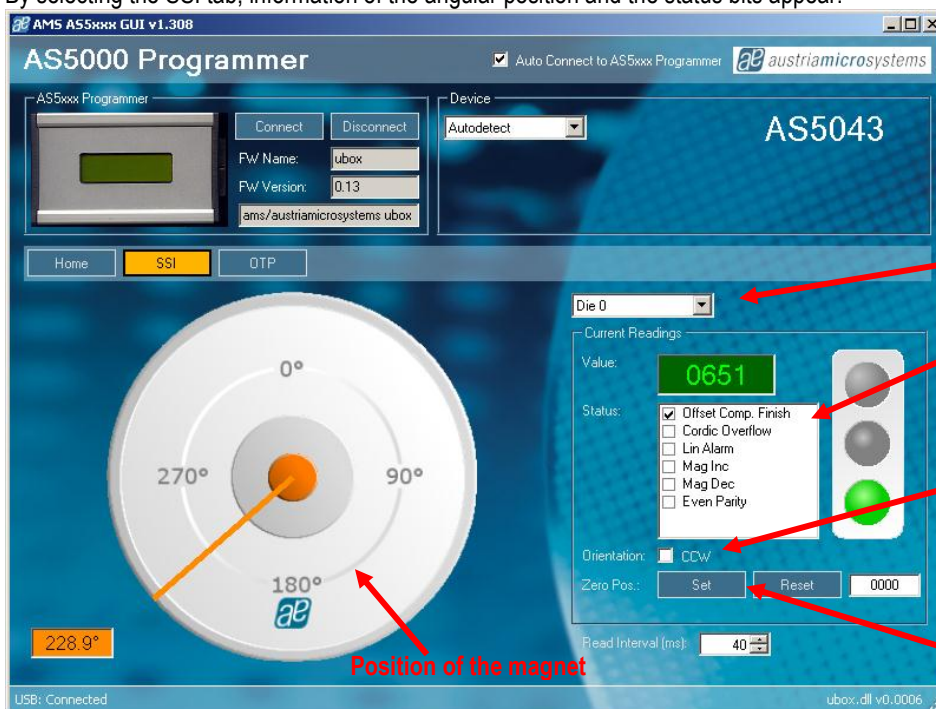 By selecting the SSI tab, information of the angular position and the status bits appear:
AMS AS5xxx GUI v1.308
AS5000 Programmer
Auto Connect to AS5xxx Programmer
austriamicrosystems
AS5xxx Programmer
Connect
Disconnect
FW Name:
ubox
FW Version:
0.13
ams/austriamicrosystems ubox
Device
Autodetect
AS5043
Home
SSI
OTP
0°
90°
180°
270°
228.9°
Position of the magnet
Die 0
Current Readings
Value:
0651
Status:
Offset Comp. Finish
Cordic Overflow
Lin Alarm
Mag Inc
Mag Dec
Even Parity
Orientation:
CCW
Zero Pos.:
Set
Reset
0000
Read Interval (ms):
40
USB: Connected
ubox.dll v0.0006